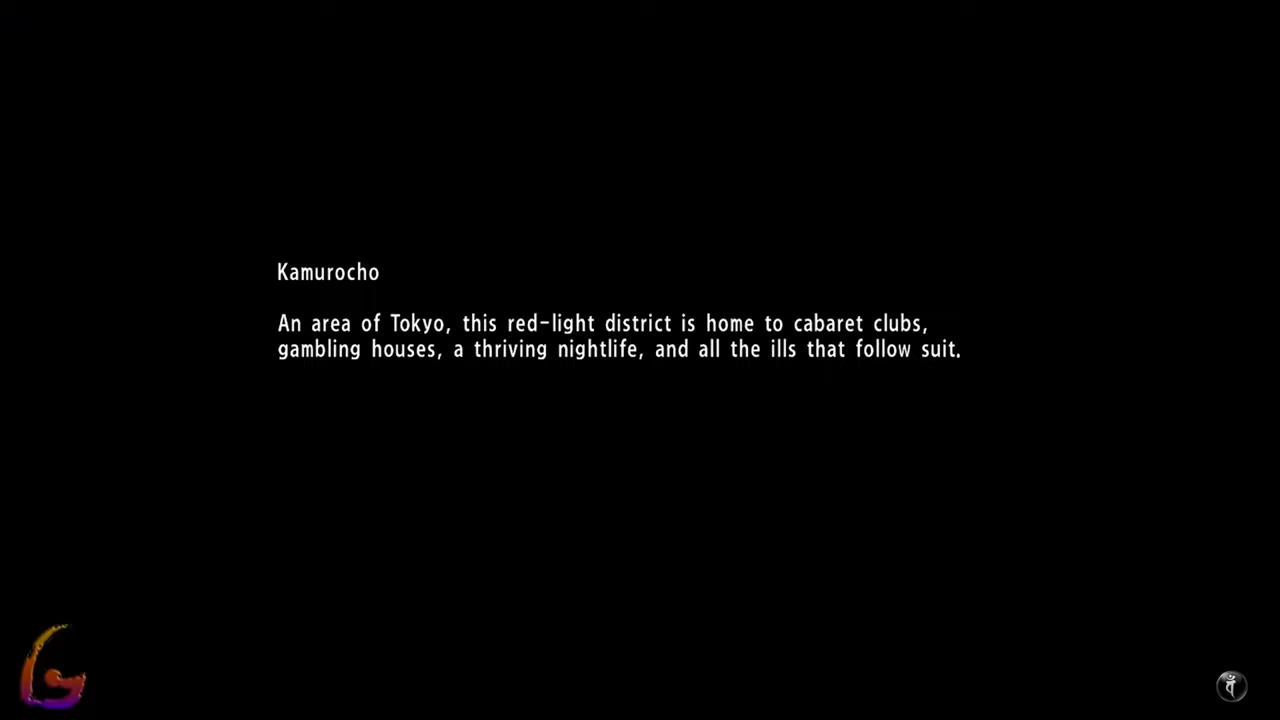 Kamurocho
An area of Tokyo, this red-light district is home to cabaret clubs,
gambling houses, a thriving nightlife, and all the ills that follow suit.